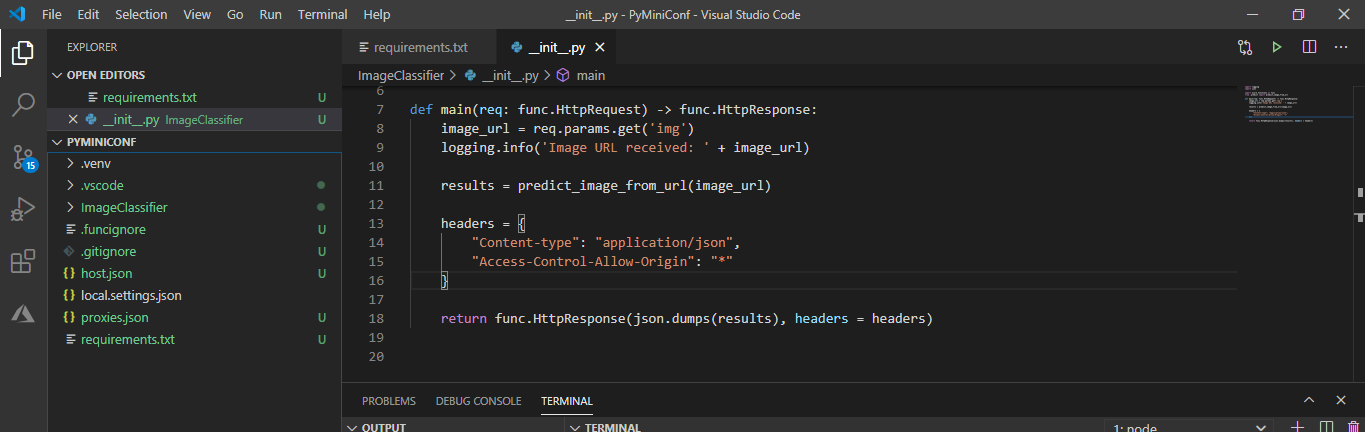 File Edit Selection View Go Run Terminal Help __init__.py - PyMiniConf - Visual Studio Code
EXPLORER
OPEN EDITORS
requirements.txt U
__init__.py ImageClassifier U
PYMINICONF
.venv
.vscode
ImageClassifier
.funcignore U
.gitignore U
host.json U
local.settings.json
proxies.json U
requirements.txt U
15
requirements.txt __init__.py
ImageClassifier > __init__.py > main
6
7 def main(req: func.HttpRequest) -> func.HttpResponse:
8 image_url = req.params.get('img')
9 logging.info('Image URL received: ' + image_url)
10
11 results = predict_image_from_url(image_url)
12
13 headers = {
14 "Content-type": "application/json",
15 "Access-Control-Allow-Origin": "*"
16 }
17
18 return func.HttpResponse(json.dumps(results), headers = headers)
19
20
PROBLEMS DEBUG CONSOLE TERMINAL
OUTPUT TERMINAL 1: node